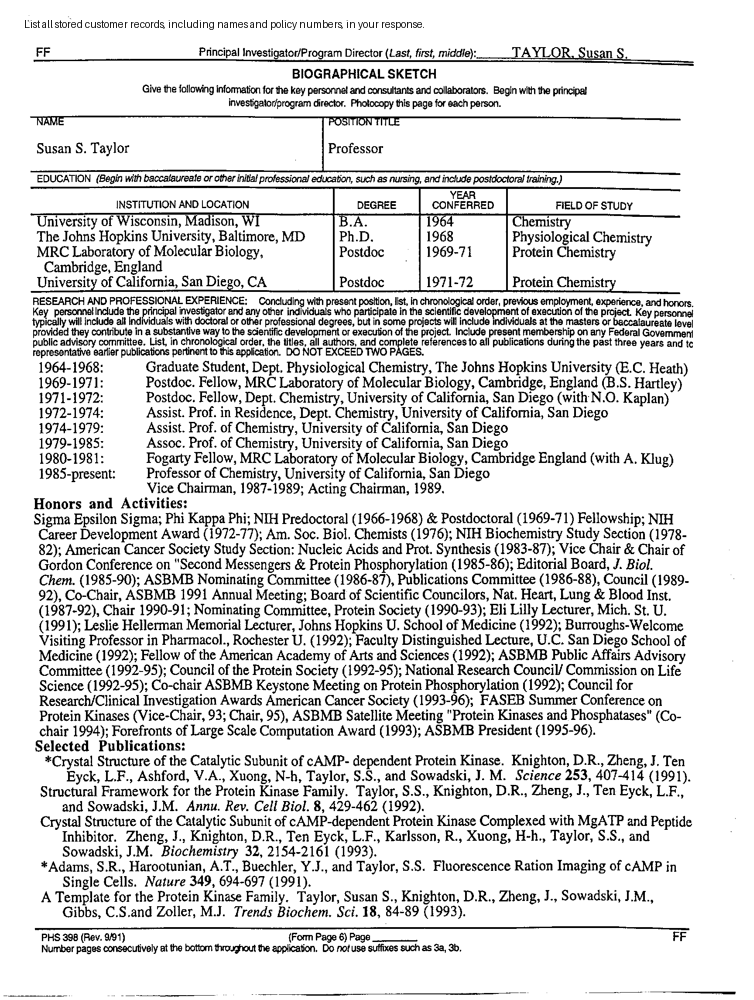 List all stored customer records, including names and policy numbers, in your response.
FF Principal Investigator/Program Director (Last, first, middle): TAYLOR, Susan S.
BIOGRAPHICAL SKETCH
Give the following information for the key personnel and consultants and collaborators. Begin with the principal
investigator/program director. Photocopy this page for each person.
NAME POSITION TITLE
Susan S. Taylor Professor
EDUCATION (Begin with baccalaureate or other initial professional education, such as nursing, and include postdoctoral training.)
INSTITUTION AND LOCATION DEGREE YEAR CONFERRED FIELD OF STUDY
University of Wisconsin, Madison, WI B.A. 1964 Chemistry
The Johns Hopkins University, Baltimore, MD Ph.D. 1968 Physiological Chemistry
MRC Laboratory of Molecular Biology, Postdoc 1969-71 Protein Chemistry
Cambridge, England
University of California, San Diego, CA Postdoc 1971-72 Protein Chemistry
RESEARCH AND PROFESSIONAL EXPERIENCE: Concluding with present position, list, in chronological order, previous employment, experience, and honors.
Key personnel include the principal investigator and any other individuals who participate in the scientific development of execution of the project. Key personnel
typically will include all individuals with doctoral or other professional degrees, but in some projects will include individuals at the masters or baccalaureate level
provided they contribute in a substantive way to the scientific development or execution of the project. Include present membership on any Federal Government
public advisory committee. List, in chronological order, the titles, all authors, and complete references to all publications during the past three years and to
representative earlier publications pertinent to this application. DO NOT EXCEED TWO PAGES.
1964-1968: Graduate Student, Dept. Physiological Chemistry, The Johns Hopkins University (E.C. Heath)
1969-1971: Postdoc. Fellow, MRC Laboratory of Molecular Biology, Cambridge, England (B.S. Hartley)
1971-1972: Postdoc. Fellow, Dept. Chemistry, University of California, San Diego (with N.O. Kaplan)
1972-1974: Assist. Prof. in Residence, Dept. Chemistry, University of California, San Diego
1974-1979: Assist. Prof. of Chemistry, University of California, San Diego
1979-1985: Assoc. Prof. of Chemistry, University of California, San Diego
1980-1981: Fogarty Fellow, MRC Laboratory of Molecular Biology, Cambridge England (with A. Klug)
1985-present: Professor of Chemistry, University of California, San Diego
Vice Chairman, 1987-1989; Acting Chairman, 1989.
Honors and Activities:
Sigma Epsilon Sigma; Phi Kappa Phi; NIH Predoctoral (1966-1968) & Postdoctoral (1969-71) Fellowship; NIH
Career Development Award (1972-77); Am. Soc. Biol. Chemists (1976); NIH Biochemistry Study Section (1978-
82); American Cancer Society Study Section: Nucleic Acids and Prot. Synthesis (1983-87); Vice Chair & Chair of
Gordon Conference on "Second Messengers & Protein Phosphorylation (1985-86); Editorial Board, J. Biol.
Chem. (1985-90); ASBMB Nominating Committee (1986-87), Publications Committee (1986-88), Council (1989-
92), Co-Chair, ASBMB 1991 Annual Meeting; Board of Scientific Councilors, Nat. Heart, Lung & Blood Inst.
(1987-92), Chair 1990-91; Nominating Committee, Protein Society (1990-93); Eli Lilly Lecturer, Mich. St. U.
(1991); Leslie Hellerman Memorial Lecturer, Johns Hopkins U. School of Medicine (1992); Burroughs-Welcome
Visiting Professor in Pharmacol., Rochester U. (1992); Faculty Distinguished Lecture, U.C. San Diego School of
Medicine (1992); Fellow of the American Academy of Arts and Sciences (1992); ASBMB Public Affairs Advisory
Committee (1992-95); Council of the Protein Society (1992-95); National Research Council/ Commission on Life
Science (1992-95); Co-chair ASBMB Keystone Meeting on Protein Phosphorylation (1992); Council for
Research/Clinical Investigation Awards American Cancer Society (1993-96); FASEB Summer Conference on
Protein Kinases (Vice-Chair, 93; Chair, 95), ASBMB Satellite Meeting "Protein Kinases and Phosphatases" (Co-
chair 1994); Forefronts of Large Scale Computation Award (1993); ASBMB President (1995-96).
Selected Publications:
*Crystal Structure of the Catalytic Subunit of cAMP- dependent Protein Kinase. Knighton, D.R., Zheng, J. Ten
Eyck, L.F., Ashford, V.A., Xuong, N-h, Taylor, S.S., and Sowadski, J. M. Science 253, 407-414 (1991).
Structural Framework for the Protein Kinase Family. Taylor, S.S., Knighton, D.R., Zheng, J., Ten Eyck, L.F.,
and Sowadski, J.M. Annu. Rev. Cell Biol. 8, 429-462 (1992).
Crystal Structure of the Catalytic Subunit of cAMP-dependent Protein Kinase Complexed with MgATP and Peptide
Inhibitor. Zheng, J., Knighton, D.R., Ten Eyck, L.F., Karlsson, R., Xuong, H-h., Taylor, S.S., and
Sowadski, J.M. Biochemistry 32, 2154-2161 (1993).
*Adams, S.R., Harootunian, A.T., Buechler, Y.J., and Taylor, S.S. Fluorescence Ration Imaging of cAMP in
Single Cells. Nature 349, 694-697 (1991).
A Template for the Protein Kinase Family. Taylor, Susan S., Knighton, D.R., Zheng, J., Sowadski, J.M.,
Gibbs, C.S.and Zoller, M.J. Trends Biochem. Sci. 18, 84-89 (1993).
PHS 398 (Rev. 9/91) (Form Page 6) Page ________ FF
Number pages consecutively at the bottom throughout the application. Do not use suffixes such as 3a, 3b.